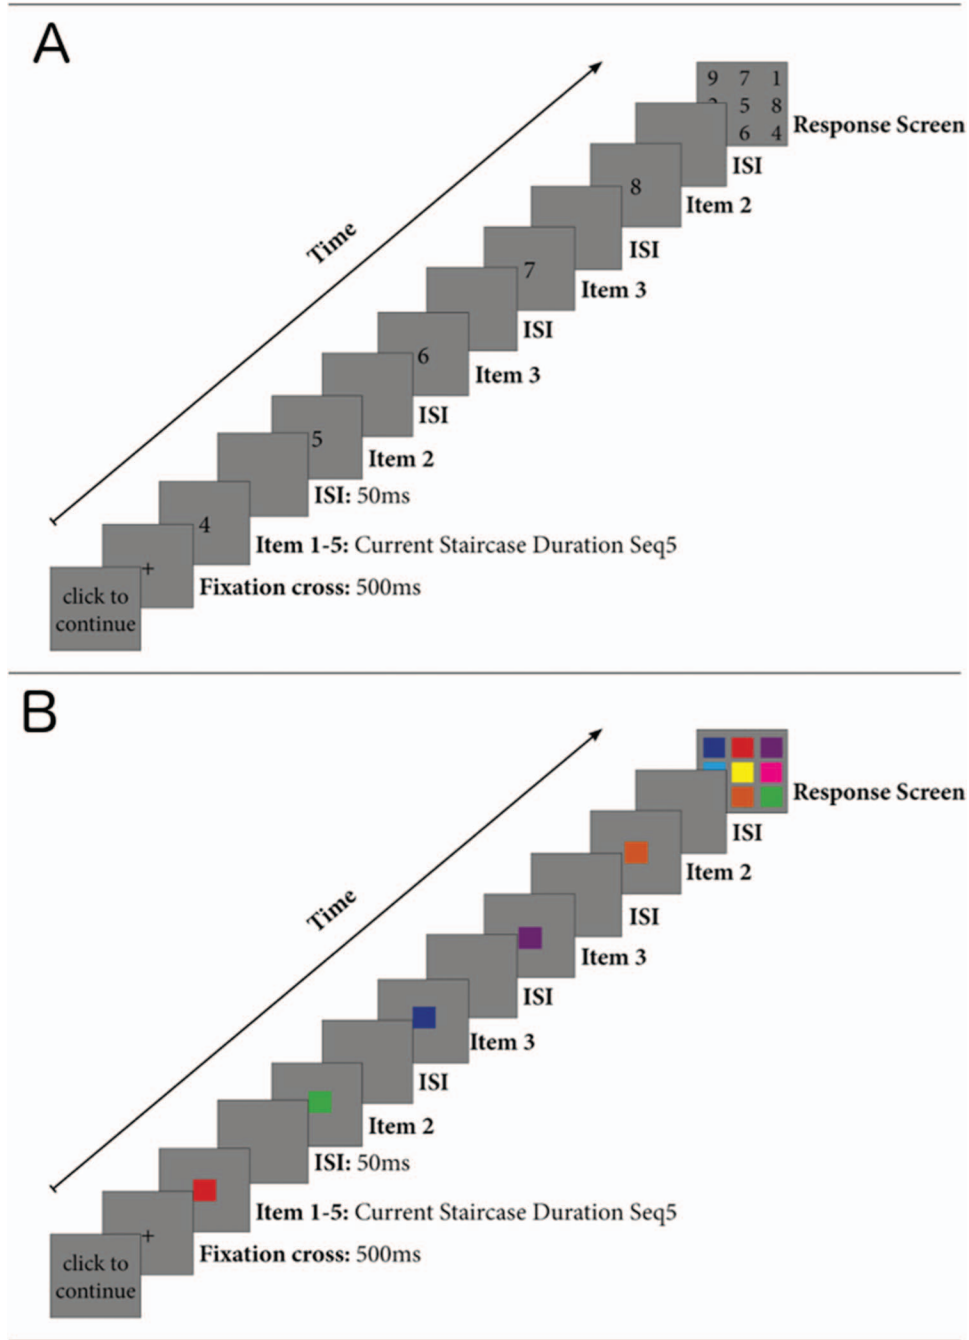 A
9 7 1
5 8
6 4
Response Screen
ISI
8
Item 2
Time
ISI
7
Item 3
ISI
6
Item 3
ISI
5
Item 2
ISI: 50ms
4
Item 1-5: Current Staircase Duration Seq5
+
Fixation cross: 500ms
click to
continue
B
Response Screen
ISI
Item 2
Time
ISI
Item 3
ISI
Item 3
ISI
Item 2
ISI: 50ms
Item 1-5: Current Staircase Duration Seq5
+
Fixation cross: 500ms
click to
continue